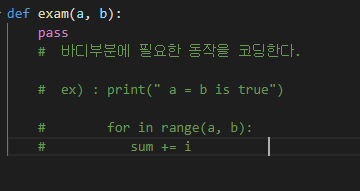 def exam(a, b):
    pass
    #  바디부분에 필요한 동작을 코딩한다.
    #  ex) : print(" a = b is true")
    #        for in range(a, b):
    #           sum += i